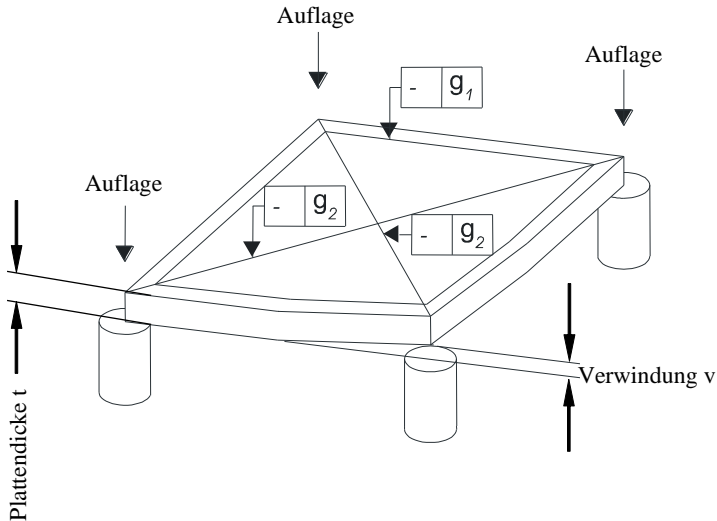 Auflage
Auflage
- g1
Auflage
- g2
- g2
Verwindung v
Plattendicke t